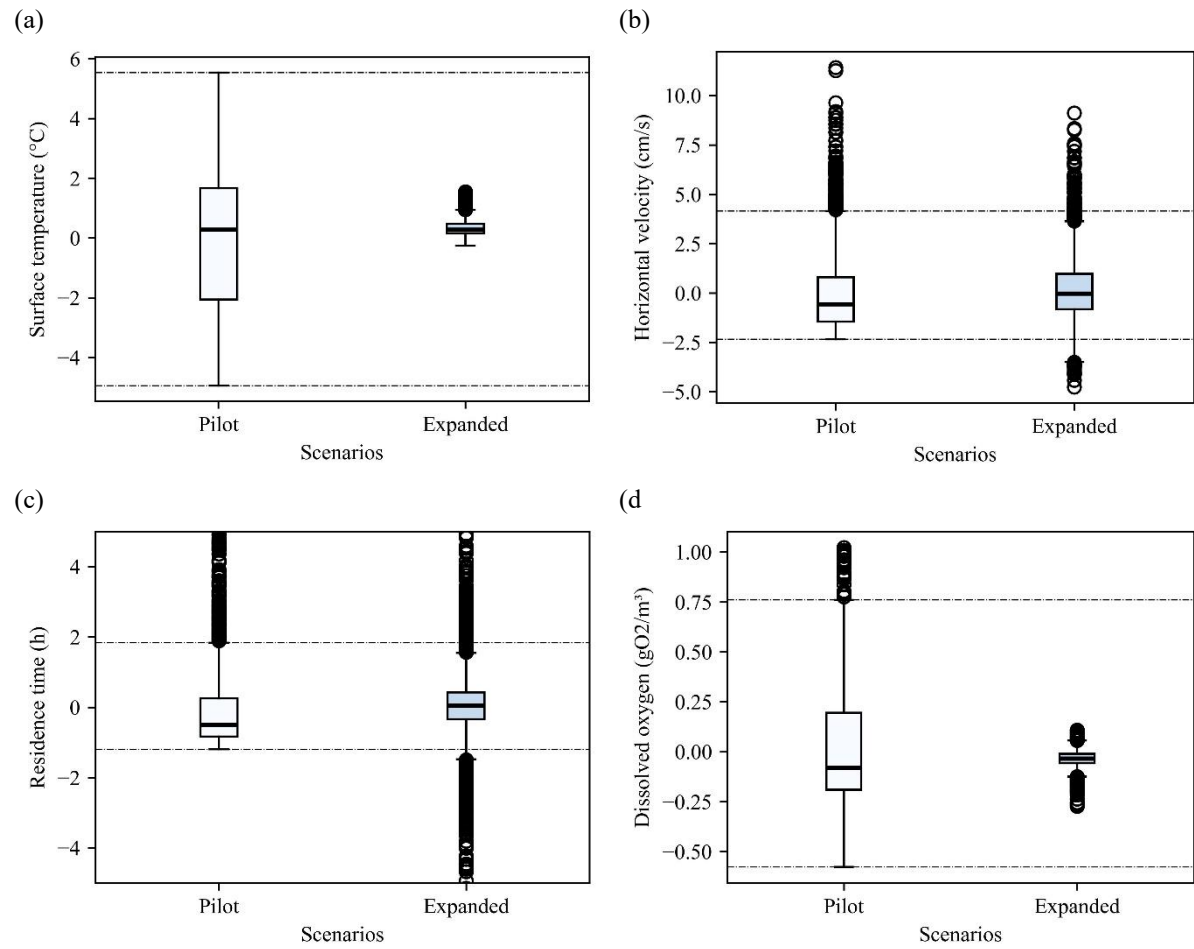 (a)
Surface temperature (°C)
6
4
2
0
−2
−4
Pilot
Expanded
Scenarios
(b)
Horizontal velocity (cm/s)
10.0
7.5
5.0
2.5
0.0
−2.5
−5.0
Pilot
Expanded
Scenarios
(c)
Residence time (h)
4
2
0
−2
−4
Pilot
Expanded
Scenarios
(d
Dissolved oxygen (gO2/m³)
1.00
0.75
0.50
0.25
0.00
−0.25
−0.50
Pilot
Expanded
Scenarios